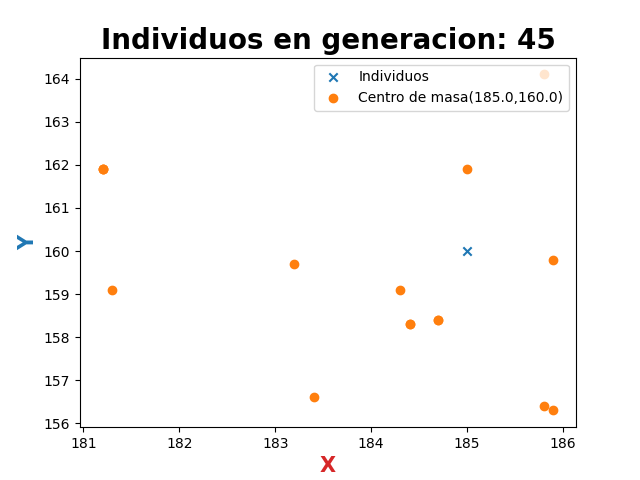 Individuos en generacion: 45
Individuos
Centro de masa(185.0,160.0)
164
163
162
161
160
159
158
157
156
Y
181 182 183 184 185 186
X